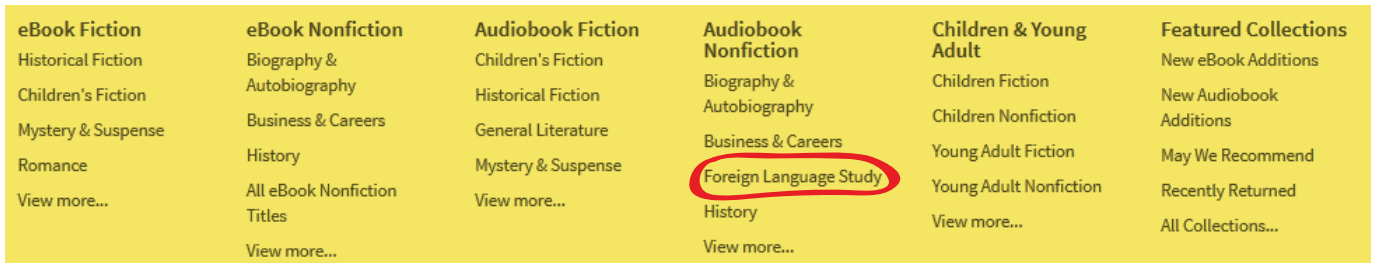 eBook Fiction
Historical Fiction
Children's Fiction
Mystery & Suspense
Romance
View more...
eBook Nonfiction
Biography &
Autobiography
Business & Careers
History
All eBook Nonfiction
Titles
View more...
Audiobook Fiction
Children's Fiction
Historical Fiction
General Literature
Mystery & Suspense
View more...
Audiobook
Nonfiction
Biography &
Autobiography
Business & Careers
Foreign Language Study
History
View more...
Children & Young
Adult
Children Fiction
Children Nonfiction
Young Adult Fiction
Young Adult Nonfiction
View more...
Featured Collections
New eBook Additions
New Audiobook
Additions
May We Recommend
Recently Returned
All Collections...